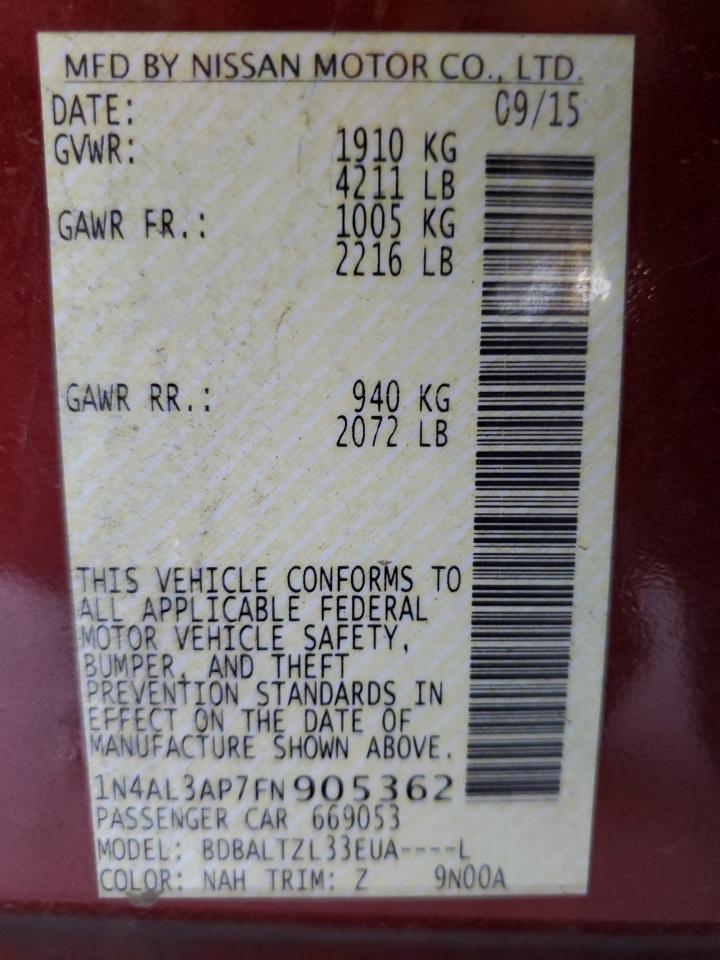 MFD BY NISSAN MOTOR CO., LTD.
DATE: 09/15
GVWR: 1910 KG
4211 LB
GAWR FR.: 1005 KG
2216 LB
GAWR RR.: 940 KG
2072 LB
THIS VEHICLE CONFORMS TO
ALL APPLICABLE FEDERAL
MOTOR VEHICLE SAFETY,
BUMPER, AND THEFT
PREVENTION STANDARDS IN
EFFECT ON THE DATE OF
MANUFACTURE SHOWN ABOVE.
1N4AL3AP7FN905362
PASSENGER CAR 669053
MODEL: BDBALTZL33EUA----L
COLOR: NAH TRIM: Z 9N00A